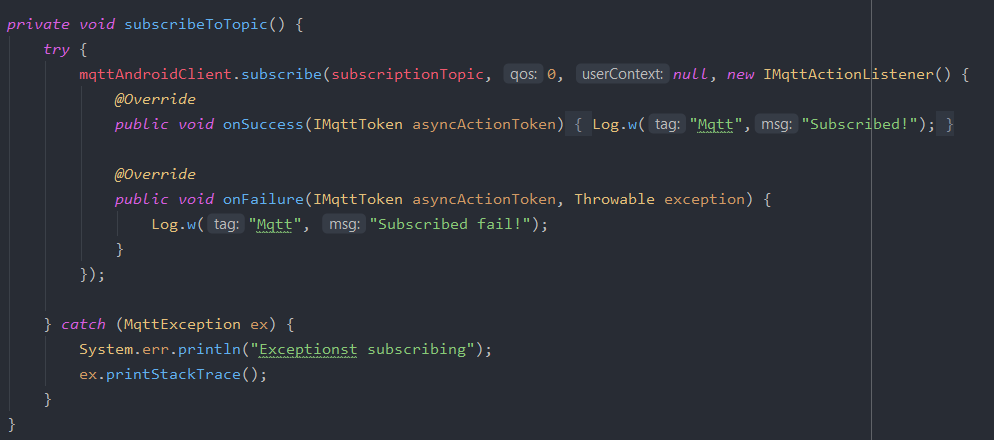 private void subscribeToTopic() {
try {
mqttAndroidClient.subscribe(subscriptionTopic, qos: 0, userContext: null, new IMqttActionListener() {
@Override
public void onSuccess(IMqttToken asyncActionToken) { Log.w( tag: "Mqtt", msg: "Subscribed!"); }
@Override
public void onFailure(IMqttToken asyncActionToken, Throwable exception) {
Log.w( tag: "Mqtt", msg: "Subscribed fail!");
}
});
} catch (MqttException ex) {
System.err.println("Exceptionst subscribing");
ex.printStackTrace();
}
}